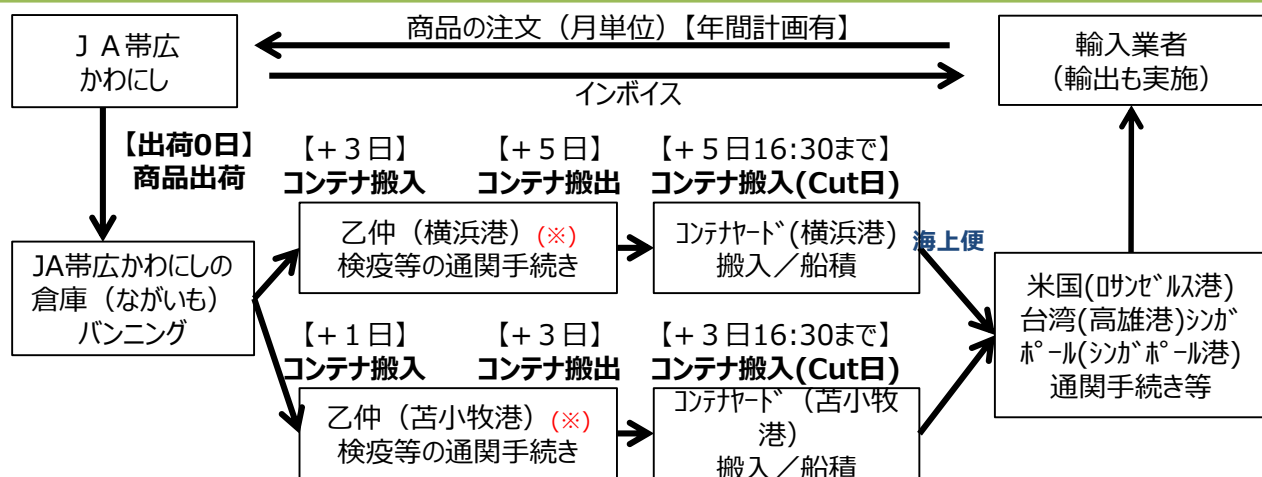 商品の注文（月単位）【年間計画有】
ＪＡ帯広
かわにし
輸入業者
（輸出も実施）
インボイス
【出荷0日】
商品出荷
【+３日】
コンテナ搬入
【+５日】
コンテナ搬出
【+５日16:30まで】
コンテナ搬入(Cut日)
乙仲（横浜港）(※)
検疫等の通関手続き
ｺﾝﾃﾅﾔｰﾄﾞ(横浜港)
搬入／船積
海上便
JA帯広かわにしの
倉庫（ながいも）
バンニング
米国(ﾛｻﾝｾﾞﾙｽ港)
台湾(高雄港)ｼﾝｶﾞ
ﾎﾟｰﾙ(ｼﾝｶﾞﾎﾟｰﾙ港)
通関手続き等
【+１日】
コンテナ搬入
【+３日】
コンテナ搬出
【+３日16:30まで】
コンテナ搬入(Cut日)
乙仲（苫小牧港）(※)
検疫等の通関手続き
ｺﾝﾃﾅﾔｰﾄﾞ（苫小牧
港）
搬入／船積